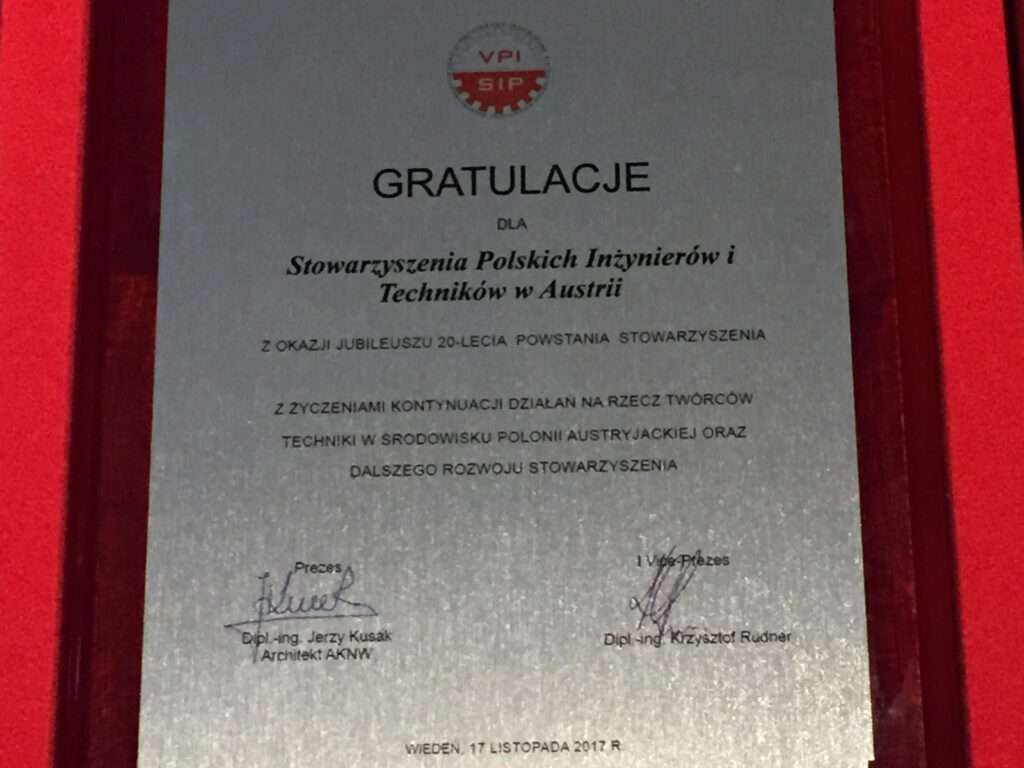 VPI
SIP
GRATULACJE
DLA
Stowarzyszenia Polskich Inżynierów i
Techników w Austrii
Z OKAZJI JUBILEUSZU 20-LECIA POWSTANIA STOWARZYSZENIA
Z ŻYCZENIAMI KONTYNUACJI DZIAŁAŃ NA RZECZ TWÓRCÓW
TECHNIKI W ŚRODOWISKU POLONII AUSTRYJACKIEJ ORAZ
DALSZEGO ROZWOJU STOWARZYSZENIA
Prezes
I Vice-Prezes
Dipl.-ing. Jerzy Kusak
Architekt AKNW
Dipl.-ing. Krzysztof Rudner
WIEDEŃ, 17 LISTOPADA 2017 R.